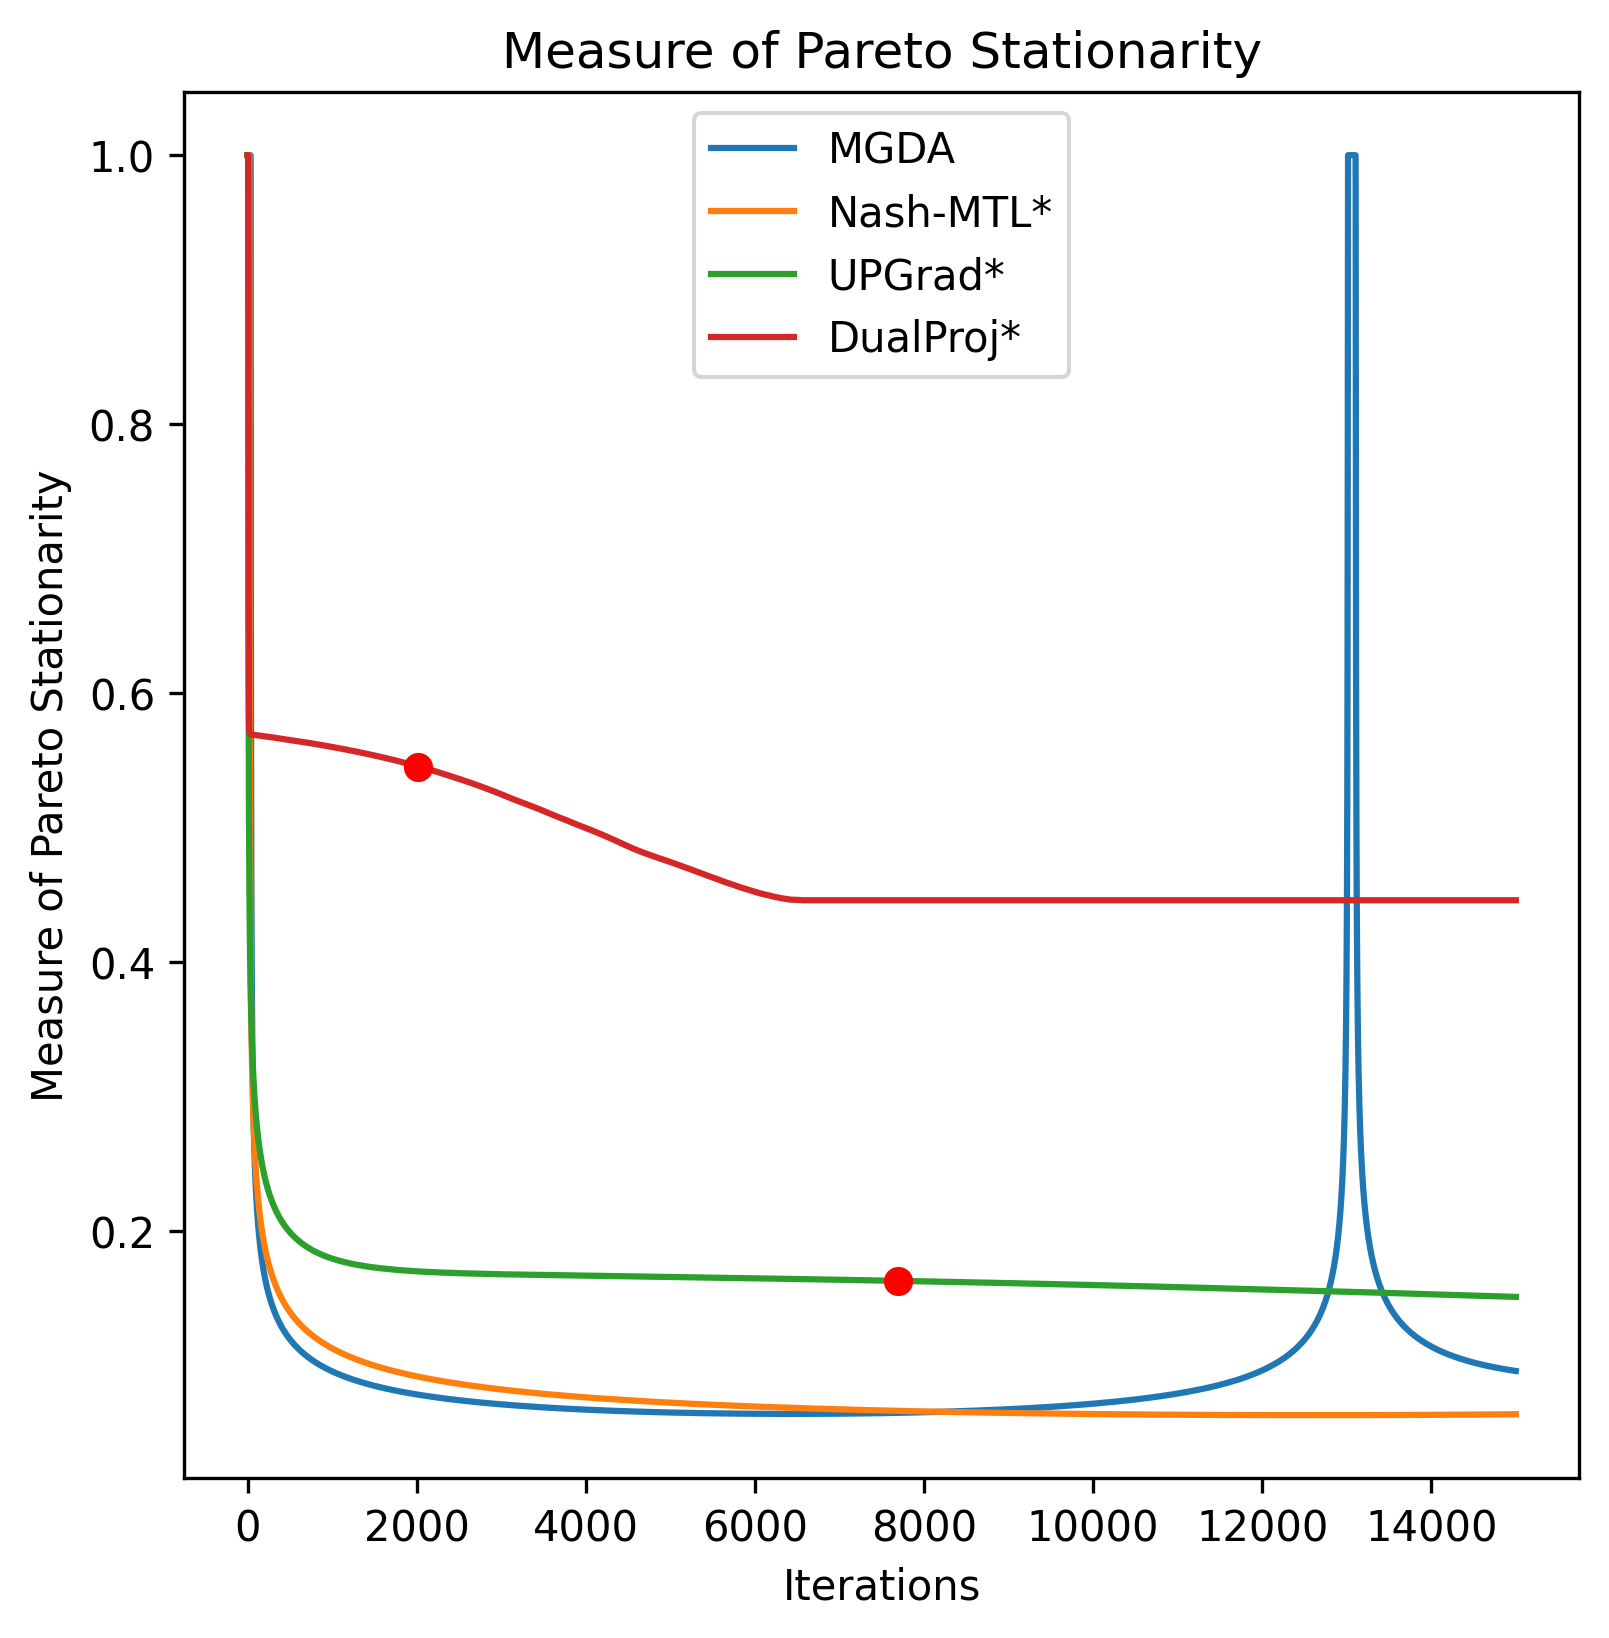 Measure of Pareto Stationarity
MGDA
Nash-MTL*
UPGrad*
DualProj*
Measure of Pareto Stationarity
1.0
0.8
0.6
0.4
0.2
0 2000 4000 6000 8000 10000 12000 14000
Iterations